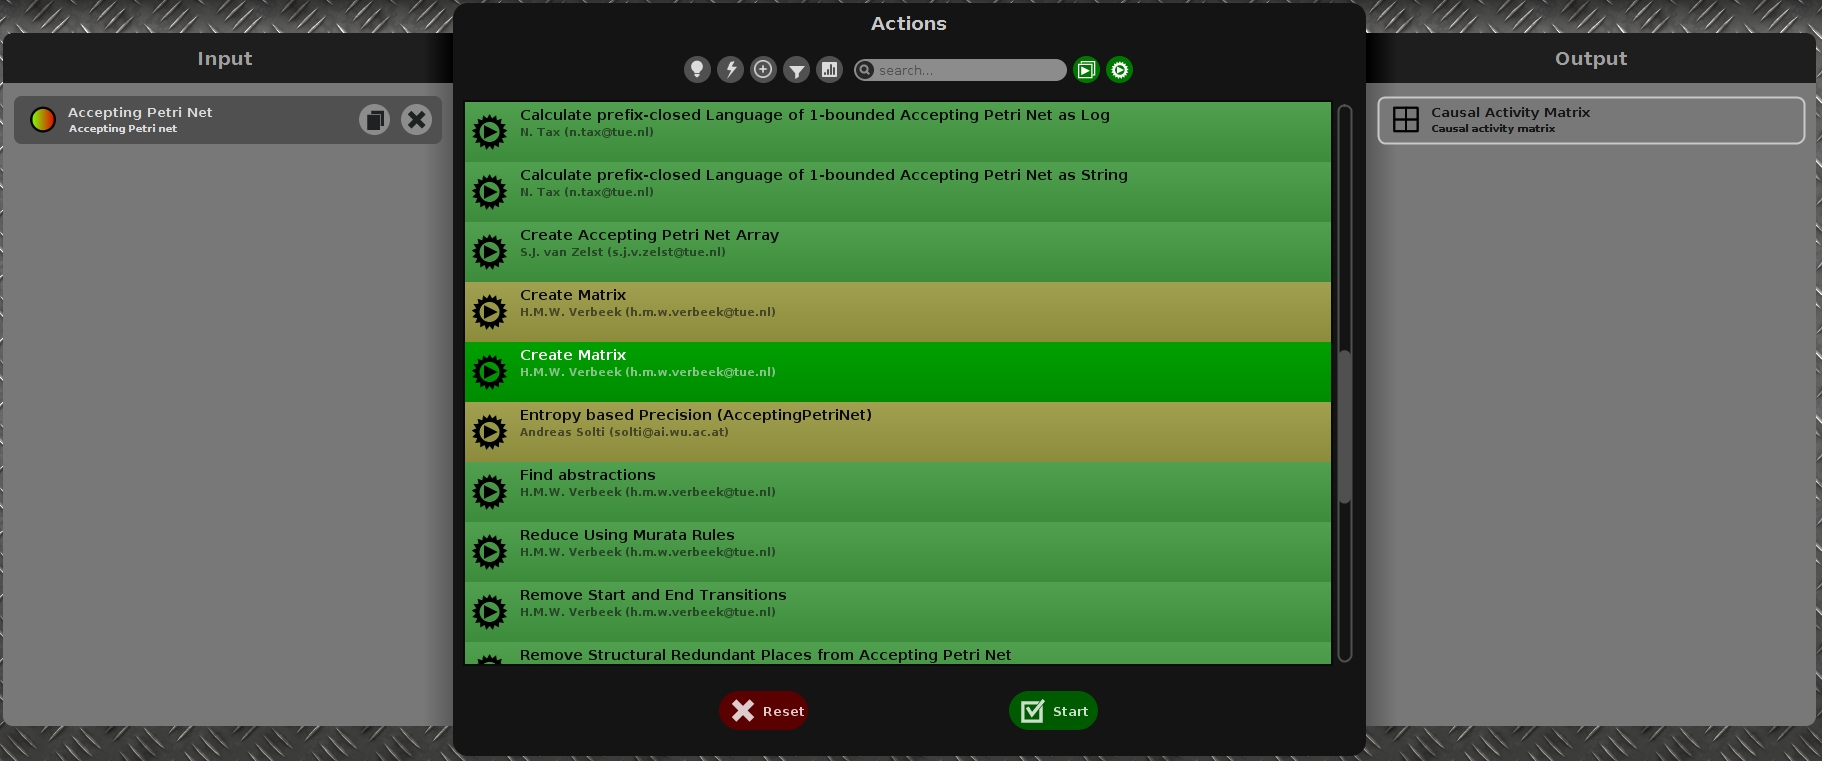 Input
Accepting Petri Net
Accepting Petri net
Actions
search...
Calculate prefix-closed Language of 1-bounded Accepting Petri Net as Log
N. Tax (n.tax@tue.nl)
Calculate prefix-closed Language of 1-bounded Accepting Petri Net as String
N. Tax (n.tax@tue.nl)
Create Accepting Petri Net Array
S.J. van Zelst (s.j.v.zelst@tue.nl)
Create Matrix
H.M.W. Verbeek (h.m.w.verbeek@tue.nl)
Create Matrix
H.M.W. Verbeek (h.m.w.verbeek@tue.nl)
Entropy based Precision (AcceptingPetriNet)
Andreas Solti (solti@ai.wu.ac.at)
Find abstractions
H.M.W. Verbeek (h.m.w.verbeek@tue.nl)
Reduce Using Murata Rules
H.M.W. Verbeek (h.m.w.verbeek@tue.nl)
Remove Start and End Transitions
H.M.W. Verbeek (h.m.w.verbeek@tue.nl)
Remove Structural Redundant Places from Accepting Petri Net
Reset
Start
Output
Causal Activity Matrix
Causal activity matrix